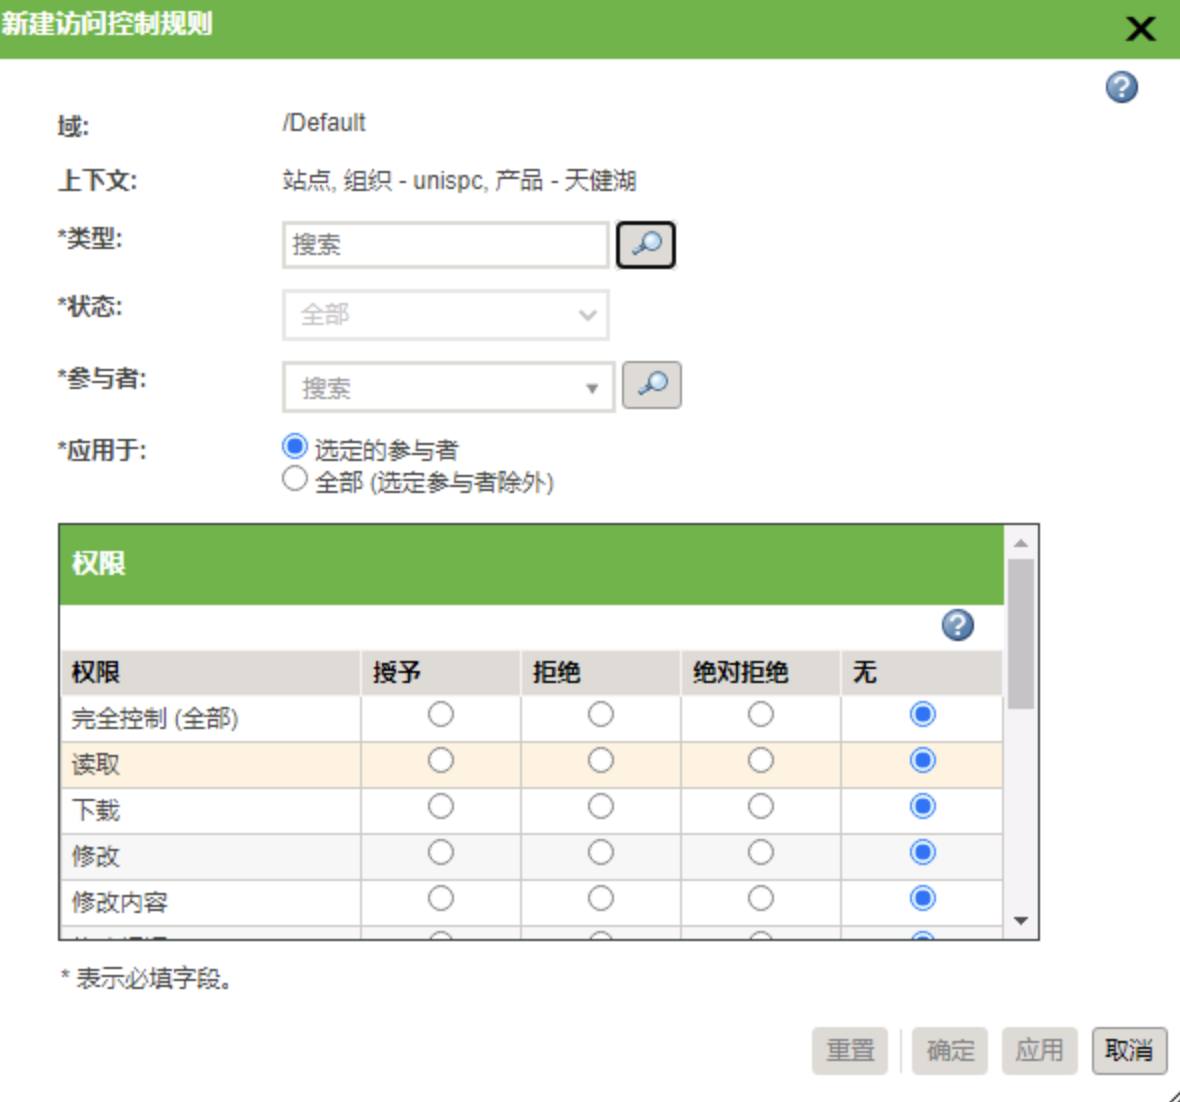 新建访问控制规则
域: /Default
上下文: 站点, 组织 - unispc, 产品 - 天健湖
*类型: 搜索
*状态: 全部
*参与者: 搜索
*应用于: 选定的参与者
全部 (选定参与者除外)
权限
权限 授予 拒绝 绝对拒绝 无
完全控制 (全部)
读取
下载
修改
修改内容
* 表示必填字段。
重置 确定 应用 取消